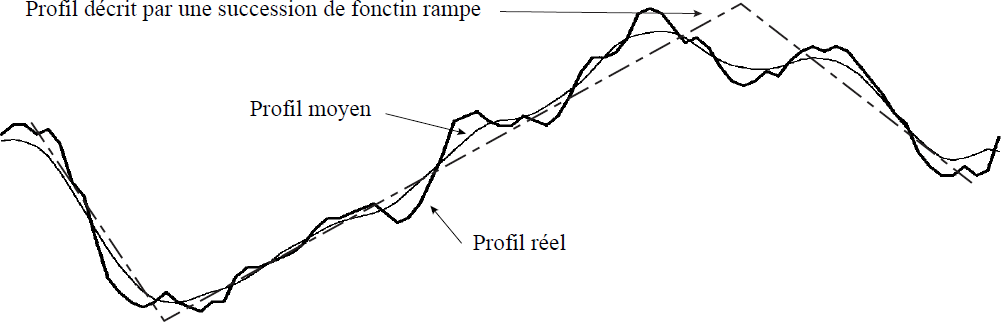 Profil décrit par une succession de fonctin rampe
Profil moyen
Profil réel